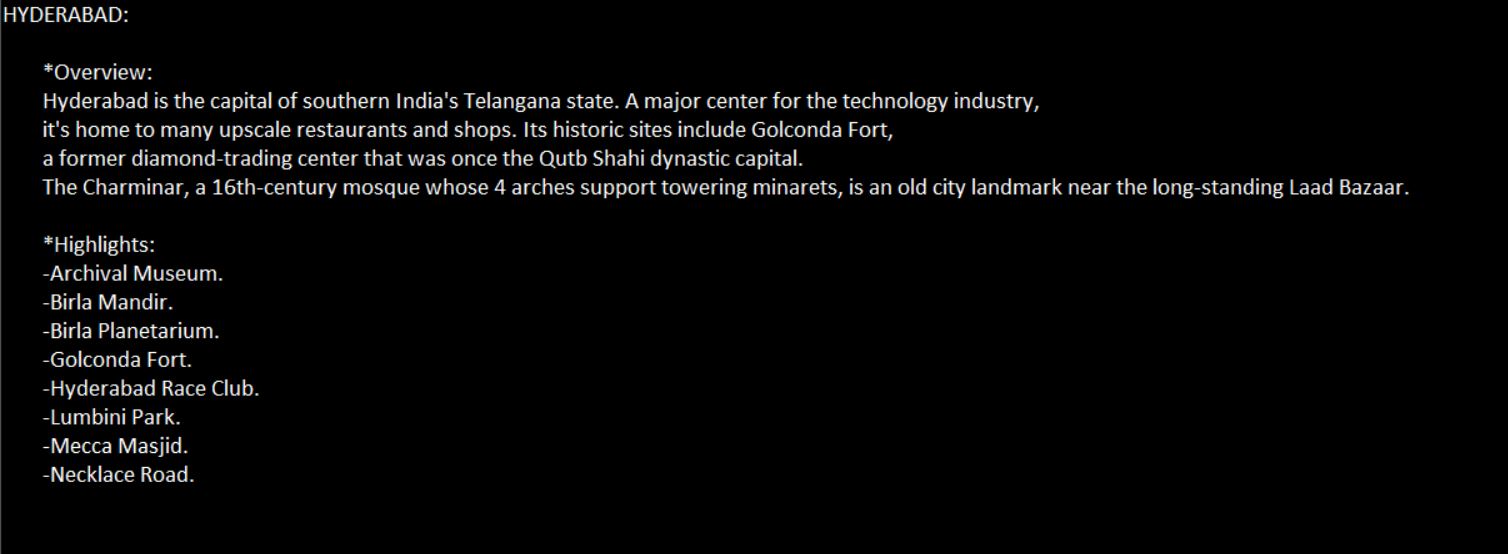 HYDERABAD:
*Overview:
Hyderabad is the capital of southern India's Telangana state. A major center for the technology industry,
it's home to many upscale restaurants and shops. Its historic sites include Golconda Fort,
a former diamond-trading center that was once the Qutb Shahi dynastic capital.
The Charminar, a 16th-century mosque whose 4 arches support towering minarets, is an old city landmark near the long-standing Laad Bazaar.
*Highlights:
-Archival Museum.
-Birla Mandir.
-Birla Planetarium.
-Golconda Fort.
-Hyderabad Race Club.
-Lumbini Park.
-Mecca Masjid.
-Necklace Road.